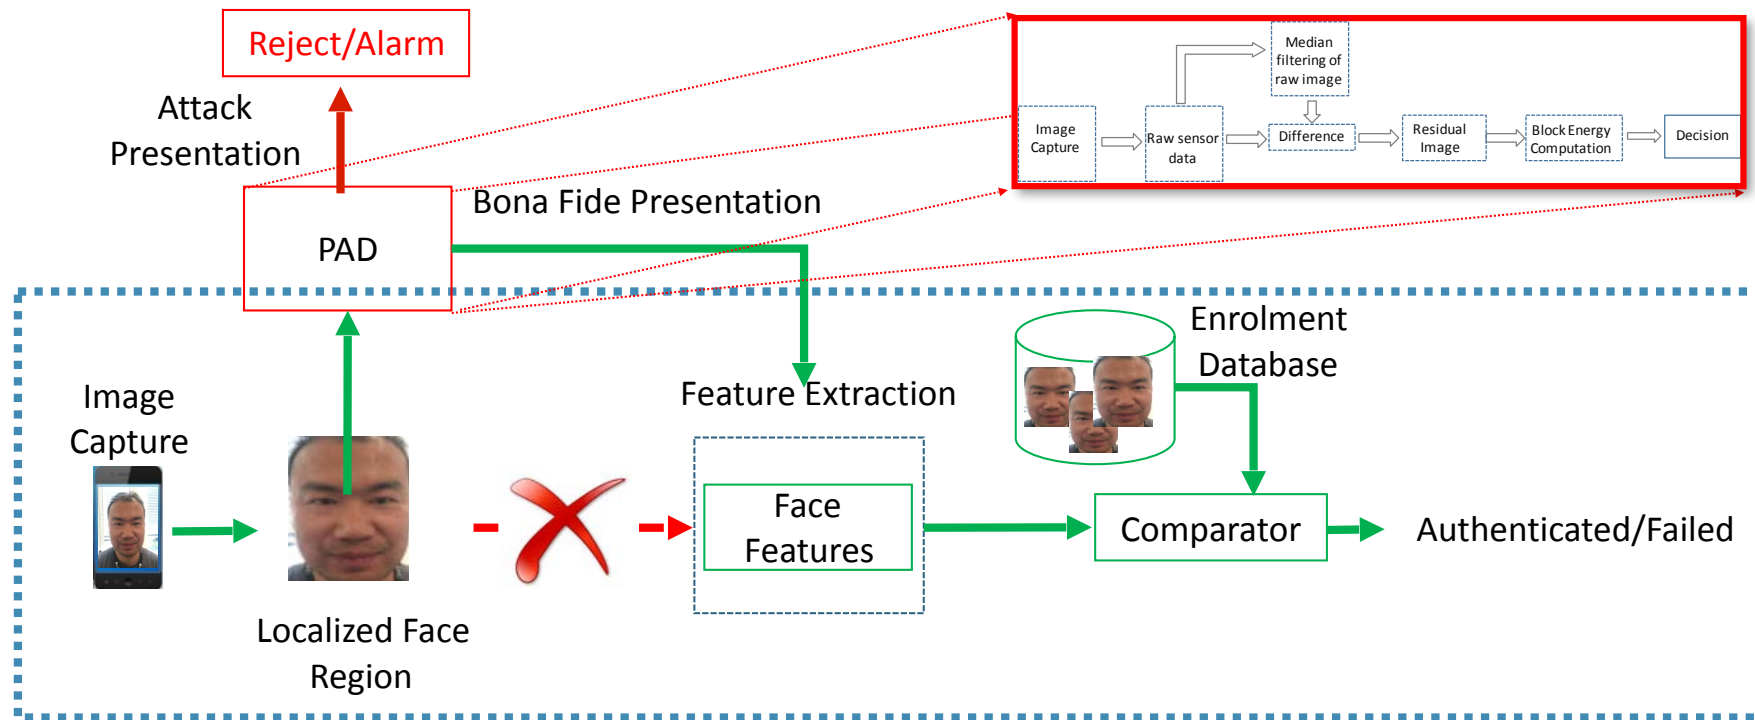 Reject/Alarm
Attack
Presentation
PAD
Bona Fide Presentation
Image
Capture
Raw sensor
data
Median
filtering of
raw image
Difference
Residual
Image
Block Energy
Computation
Decision
Image
Capture
Localized Face
Region
Feature Extraction
Face
Features
Enrolment
Database
Comparator
Authenticated/Failed